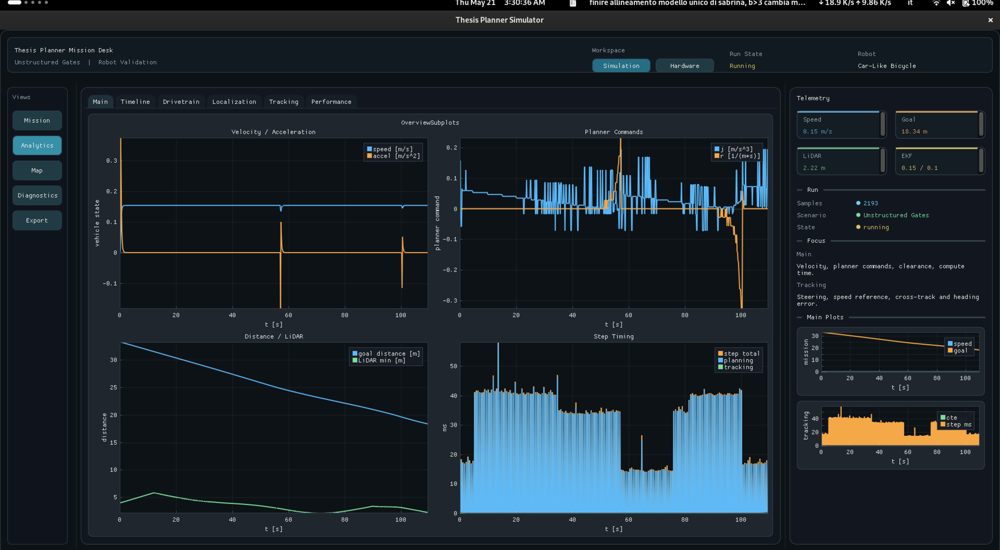 Thu May 21 3:30:36 AM
finire allineamento modello unico di sabrina, b>3 cambia m...
↓18.9 K/s ↑9.86 K/s
it
100%
Thesis Planner Simulator
×
Thesis Planner Mission Desk
Unstructured Gates | Robot Validation
Workspace
Simulation
Hardware
Run State
Running
Robot
Car-Like Bicycle
Views
Mission
Analytics
Map
Diagnostics
Export
Main
Timeline
Drivetrain
Localization
Tracking
Performance
OverviewSubplots
Velocity / Acceleration
speed [m/s]
accel [m/s^2]
vehicle state
0.3
0.2
0.1
0
-0.1
0 20 40 60 80 100
t [s]
Planner Commands
j [m/s^3]
r [1/(m*s)]
planner command
0.2
0.1
0
-0.1
-0.2
-0.3
0 20 40 60 80 100
t [s]
Distance / LiDAR
goal distance [m]
LiDAR min [m]
distance
30
25
20
15
10
5
0 20 40 60 80 100
t [s]
Step Timing
step total
planning
tracking
ms
50
40
30
20
10
0
0 20 40 60 80 100
t [s]
Telemetry
Speed
0.15 m/s
Goal
18.34 m
LiDAR
2.22 m
EKF
0.15 / 0.1
Run
Samples 2193
Scenario Unstructured Gates
State running
Focus
Main
Velocity, planner commands, clearance, compute
time.
Tracking
Steering, speed reference, cross-track and heading
error.
Main Plots
mission
30
20
10
0
speed
goal
0 20 40 60 80 100
t [s]
tracking
40
20
0
cte
step ms
0 20 40 60 80 100
t [s]